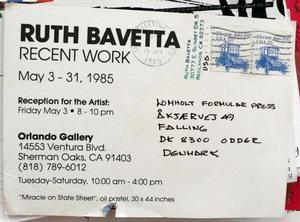 RUTH BAVETTA
RECENT WORK
May 3 - 31, 1985
Reception for the Artist:
Friday May 3 • 8 - 10 pm
Orlando Gallery
14553 Ventura Blvd.
Sherman Oaks, CA 91403
(818) 789-6012
Tuesday-Saturday, 10:00 am - 4:00 pm
"Miracle on State Street", oil pastel, 30 x 44 inches
RUTH BAVETTA
REDLANDS, CA 92373
USA
FORMULAR PRESS
FALLING
DK 8300 ODDER
DENMARK